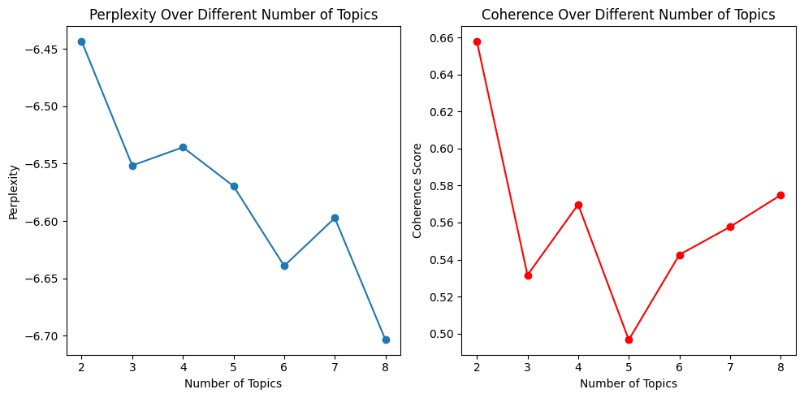 Perplexity Over Different Number of Topics
Perplexity
−6.45
−6.50
−6.55
−6.60
−6.65
−6.70
2 3 4 5 6 7 8
Number of Topics
Coherence Over Different Number of Topics
Coherence Score
0.66
0.64
0.62
0.60
0.58
0.56
0.54
0.52
0.50
2 3 4 5 6 7 8
Number of Topics